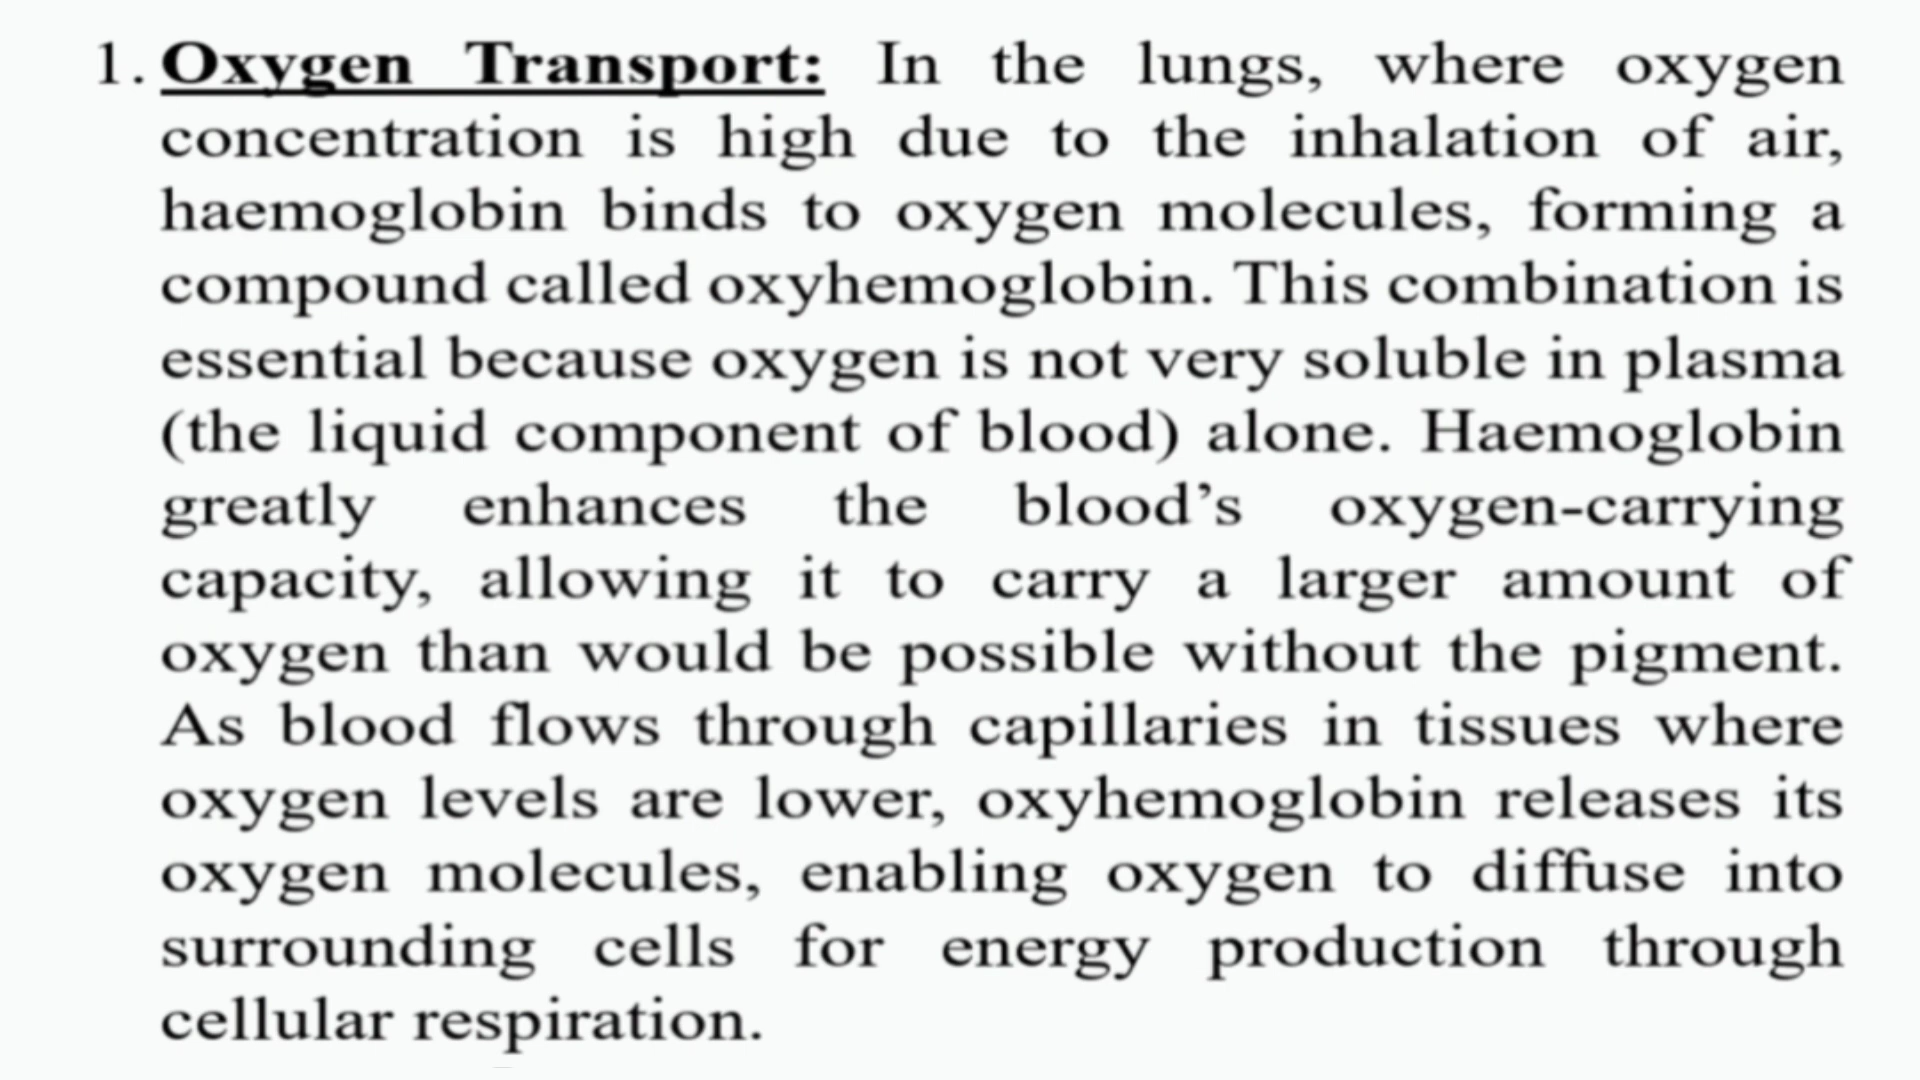 1. Oxygen Transport: In the lungs, where oxygen
concentration is high due to the inhalation of air,
haemoglobin binds to oxygen molecules, forming a
compound called oxyhemoglobin. This combination is
essential because oxygen is not very soluble in plasma
(the liquid component of blood) alone. Haemoglobin
greatly enhances the blood’s oxygen-carrying
capacity, allowing it to carry a larger amount of
oxygen than would be possible without the pigment.
As blood flows through capillaries in tissues where
oxygen levels are lower, oxyhemoglobin releases its
oxygen molecules, enabling oxygen to diffuse into
surrounding cells for energy production through
cellular respiration.